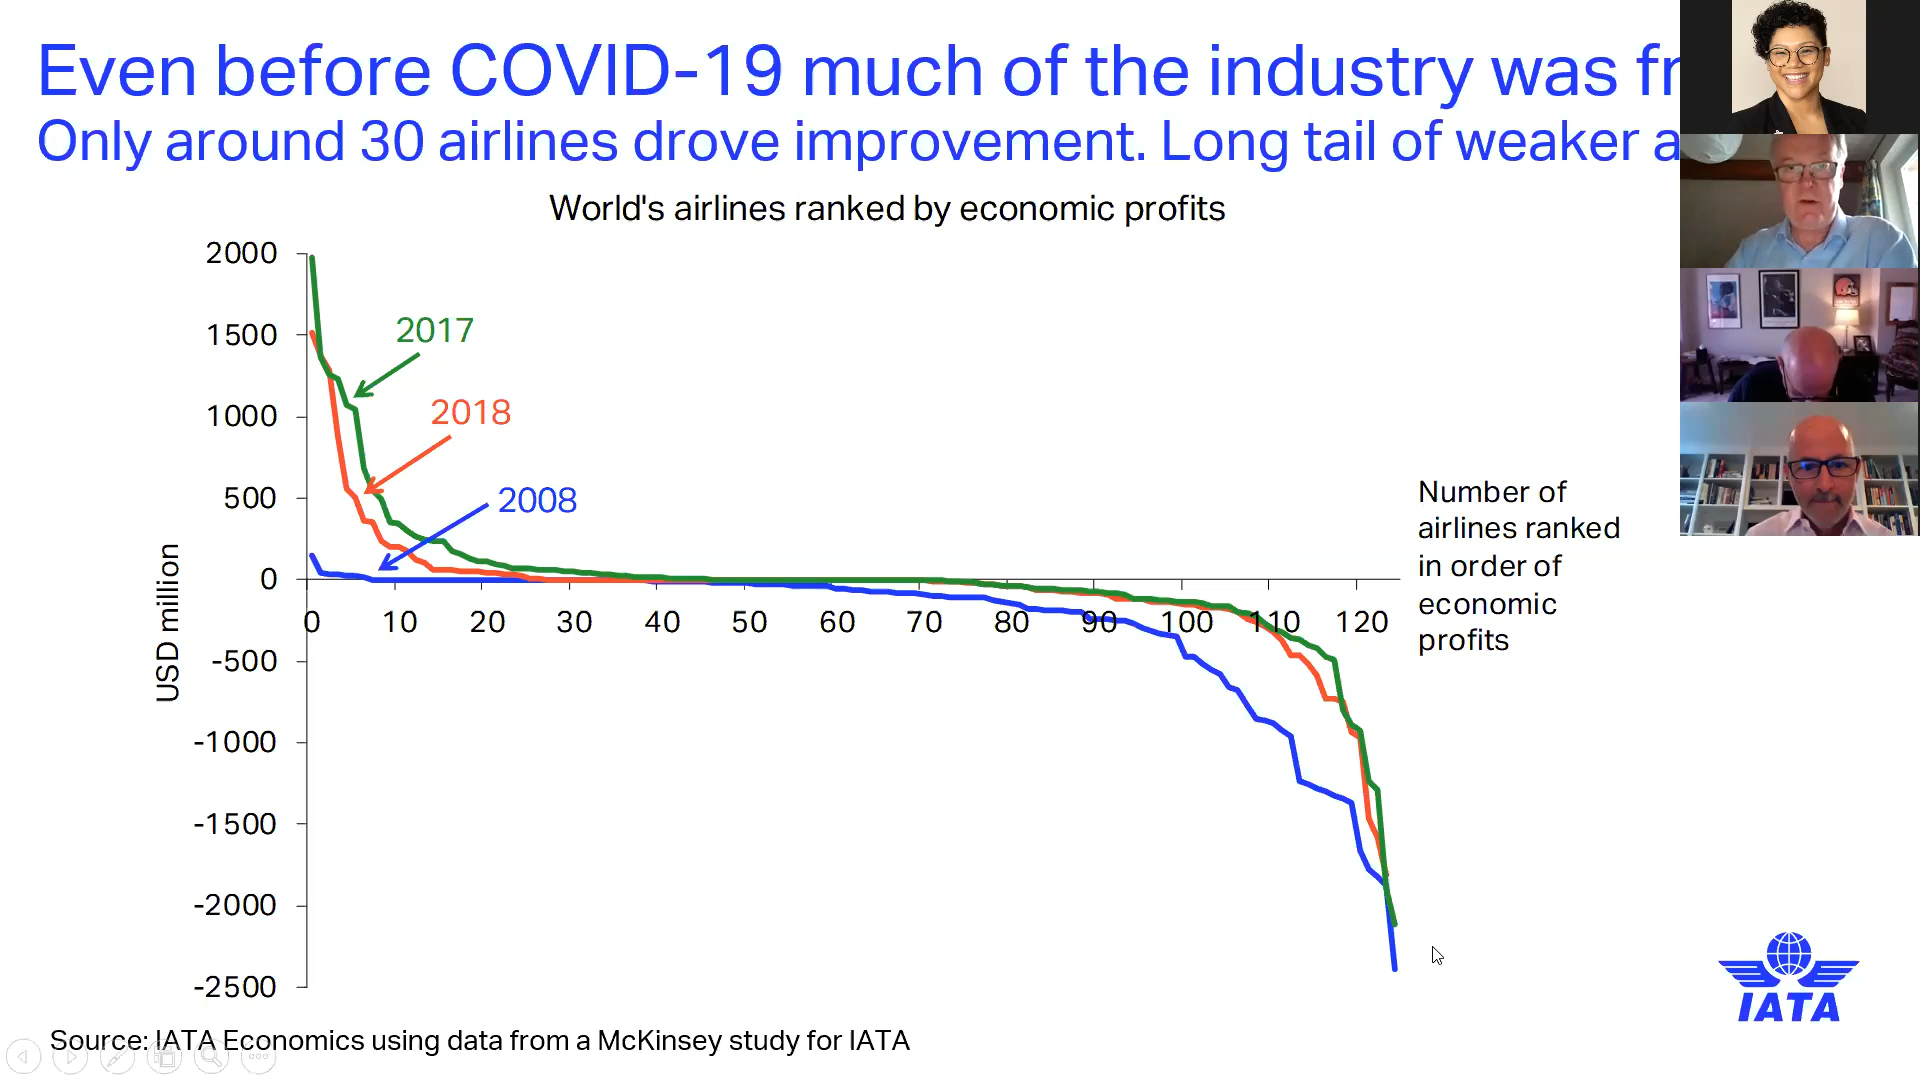 Even before COVID-19 much of the industry was fr
Only around 30 airlines drove improvement. Long tail of weaker a
World's airlines ranked by economic profits
2000
1500
1000
500
0
-500
-1000
-1500
-2000
-2500
USD million
2017
2018
2008
0 10 20 30 40 50 60 70 80 90 100 110 120
Number of
airlines ranked
in order of
economic
profits
IATA
Source: IATA Economics using data from a McKinsey study for IATA